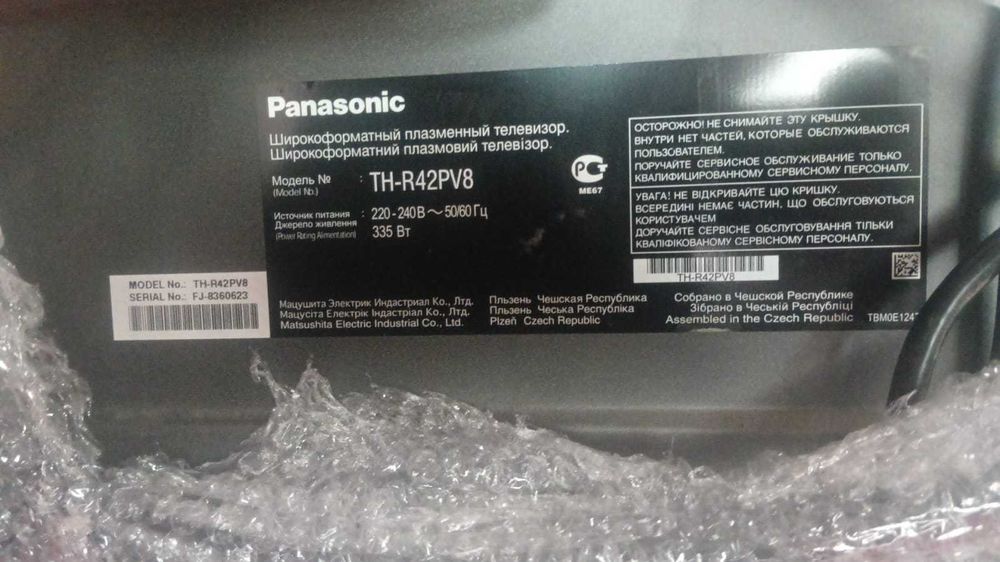 Panasonic
Широкоформатный плазменный телевизор.
Широкоформатний плазмовий телевізор.
Модель №
(Model No.)
: TH-R42PV8
Источник питания
Джерело живлення
(Power Rating/Alimentation)
: 220-240 В ~ 50/60 Гц
335 Вт
РС
ME67
ОСТОРОЖНО! НЕ СНИМАЙТЕ ЭТУ КРЫШКУ.
ВНУТРИ НЕТ ЧАСТЕЙ, КОТОРЫЕ ОБСЛУЖИВАЮТСЯ
ПОЛЬЗОВАТЕЛЕМ.
ПОРУЧАЙТЕ СЕРВИСНОЕ ОБСЛУЖИВАНИЕ ТОЛЬКО
КВАЛИФИЦИРОВАННОМУ СЕРВИСНОМУ ПЕРСОНАЛУ.
УВАГА! НЕ ВІДКРИВАЙТЕ ЦЮ КРИШКУ.
ВСЕРЕДИНІ НЕМАЄ ЧАСТИН, ЩО ОБСЛУГОВУЮТЬСЯ
КОРИСТУВАЧЕМ
ДОРУЧАЙТЕ СЕРВІСНЕ ОБСЛУГОВУВАННЯ ТІЛЬКИ
КВАЛІФІКОВАНОМУ СЕРВІСНОМУ ПЕРСОНАЛУ.
TH-R42PV8
MODEL No.: TH-R42PV8
SERIAL No.: FJ-8360623
Мацушита Электрик Индастриал Ко., Лтд.
Мацусіта Електрік Індастріал Ко., Лтд.
Matsushita Electric Industrial Co., Ltd.
Пльзень Чешская Республика
Пльзень Чеська Республіка
Plzeň Czech Republic
Собрано в Чешской Республике
Зібрано в Чеській Республіці
Assembled in the Czech Republic
TBM0E1247